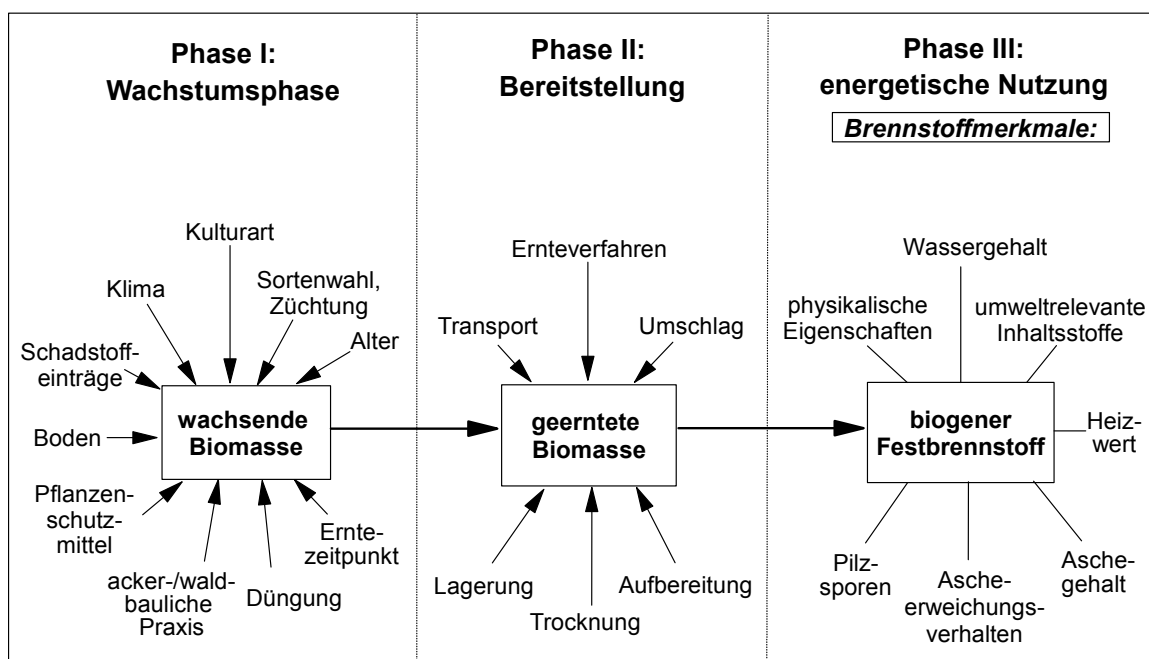 Phase I:
Wachstumsphase
Kulturart
Klima
Sortenwahl,
Züchtung
Alter
Schadstoff-
einträge
wachsende
Biomasse
Boden
Pflanzen-
schutz-
mittel
acker-/wald-
bauliche
Praxis
Düngung
Ernte-
zeitpunkt
Phase II:
Bereitstellung
Ernteverfahren
Transport
Umschlag
geerntete
Biomasse
Lagerung
Trocknung
Aufbereitung
Phase III:
energetische Nutzung
Brennstoffmerkmale:
Wassergehalt
physikalische
Eigenschaften
umweltrelevante
Inhaltsstoffe
biogener
Festbrennstoff
Heiz-
wert
Pilz-
sporen
Asche-
erweichungs-
verhalten
Asche-
gehalt